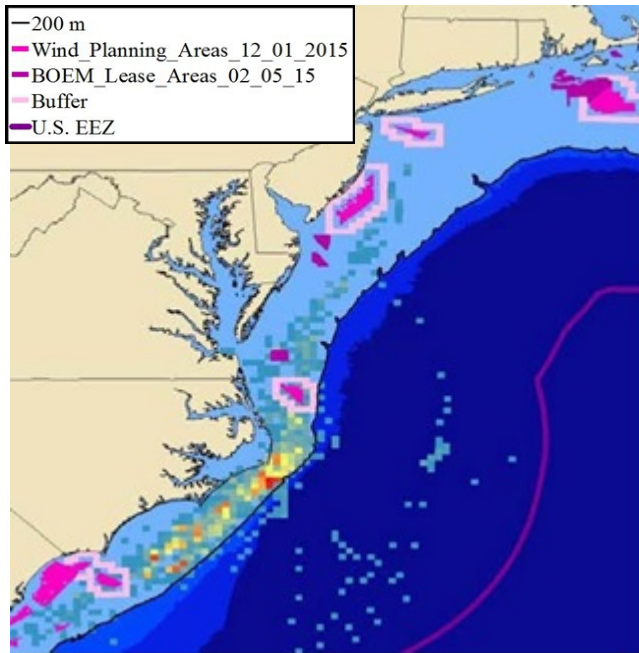 200 m
Wind_Planning_Areas_12_01_2015
BOEM_Lease_Areas_02_05_15
Buffer
U.S. EEZ